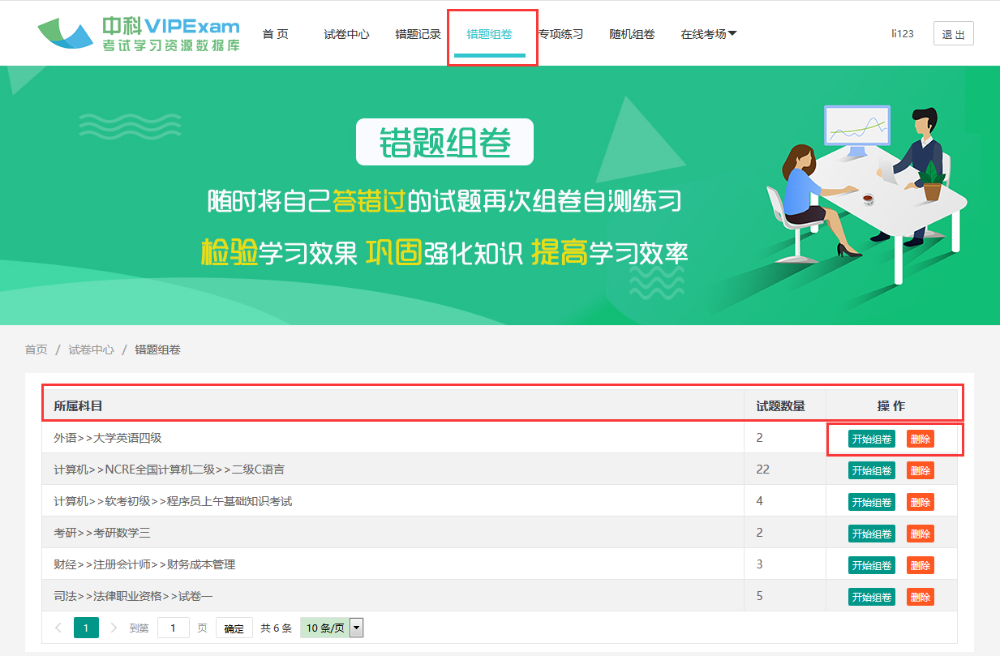 中科VIPExam
考试学习资源数据库
首 页 试卷中心 错题记录 错题组卷 专项练习 随机组卷 在线考场 li123 退 出
错题组卷
随时将自己答错过的试题再次组卷自测练习
检验学习效果 巩固强化知识 提高学习效率
首页 / 试卷中心 / 错题组卷
所属科目 试题数量 操 作
外语>>大学英语四级 2 开始组卷 删除
计算机>>NCRE全国计算机二级>>二级C语言 22 开始组卷 删除
计算机>>软考初级>>程序员上午基础知识考试 4 开始组卷 删除
考研>>考研数学三 2 开始组卷 删除
财经>>注册会计师>>财务成本管理 3 开始组卷 删除
司法>>法律职业资格>>试卷一 5 开始组卷 删除
1 到第 1 页 确定 共 6 条 10 条/页